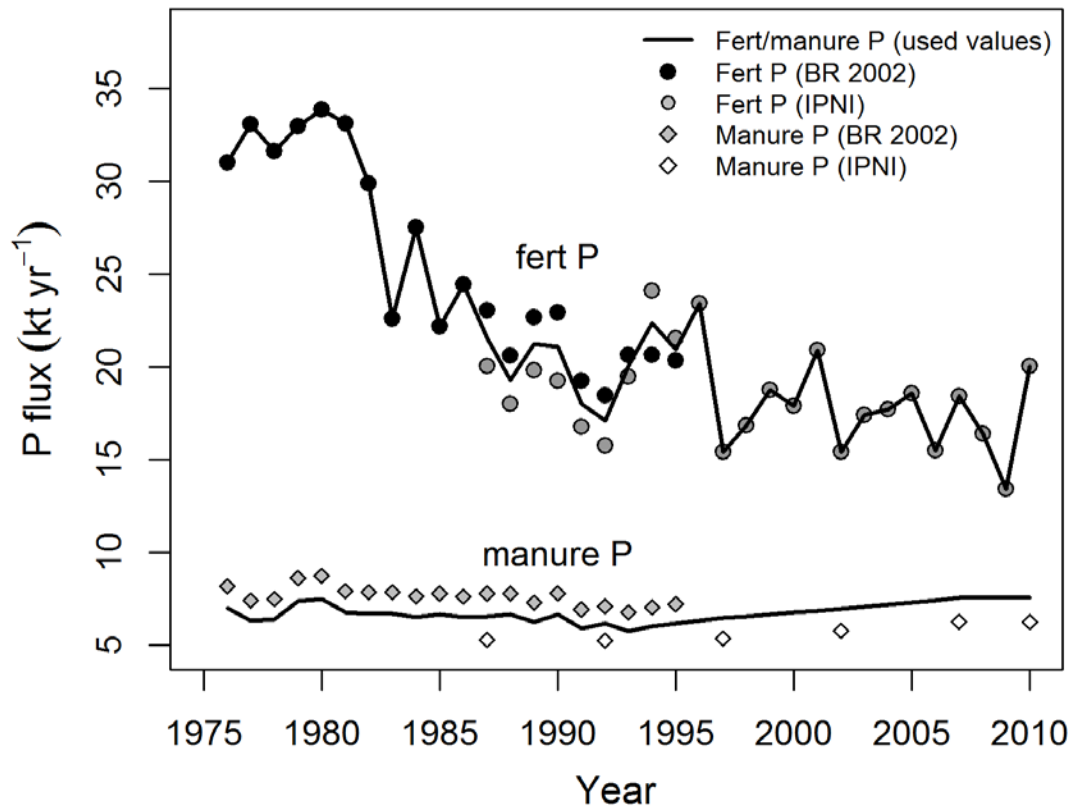 Fert/manure P (used values)
Fert P (BR 2002)
Fert P (IPNI)
Manure P (BR 2002)
Manure P (IPNI)
35
30
25
20
15
10
5
P flux (kt yr⁻¹)
fert P
manure P
1975 1980 1985 1990 1995 2000 2005 2010
Year